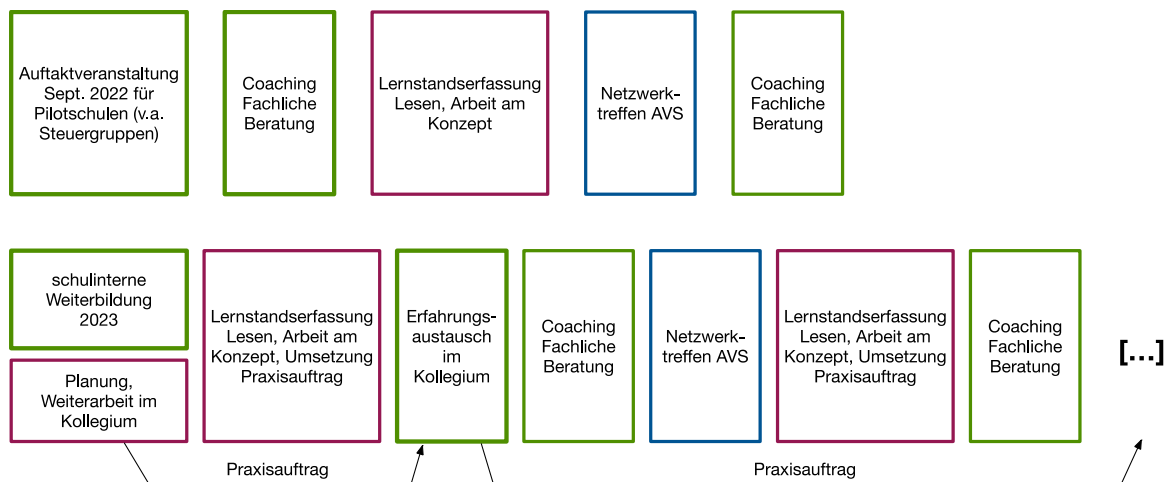 Auftaktveranstaltung
Sept. 2022 für
Pilotschulen (v.a.
Steuergruppen)
Coaching
Fachliche
Beratung
Lernstandserfassung
Lesen, Arbeit am
Konzept
Netzwerk-
treffen AVS
Coaching
Fachliche
Beratung
schulinterne
Weiterbildung
2023
Planung,
Weiterarbeit im
Kollegium
Lernstandserfassung
Lesen, Arbeit am
Konzept, Umsetzung
Praxisauftrag
Erfahrungs-
austausch
im
Kollegium
Coaching
Fachliche
Beratung
Netzwerk-
treffen AVS
Lernstandserfassung
Lesen, Arbeit am
Konzept, Umsetzung
Praxisauftrag
Coaching
Fachliche
Beratung
[...]
Praxisauftrag
Praxisauftrag